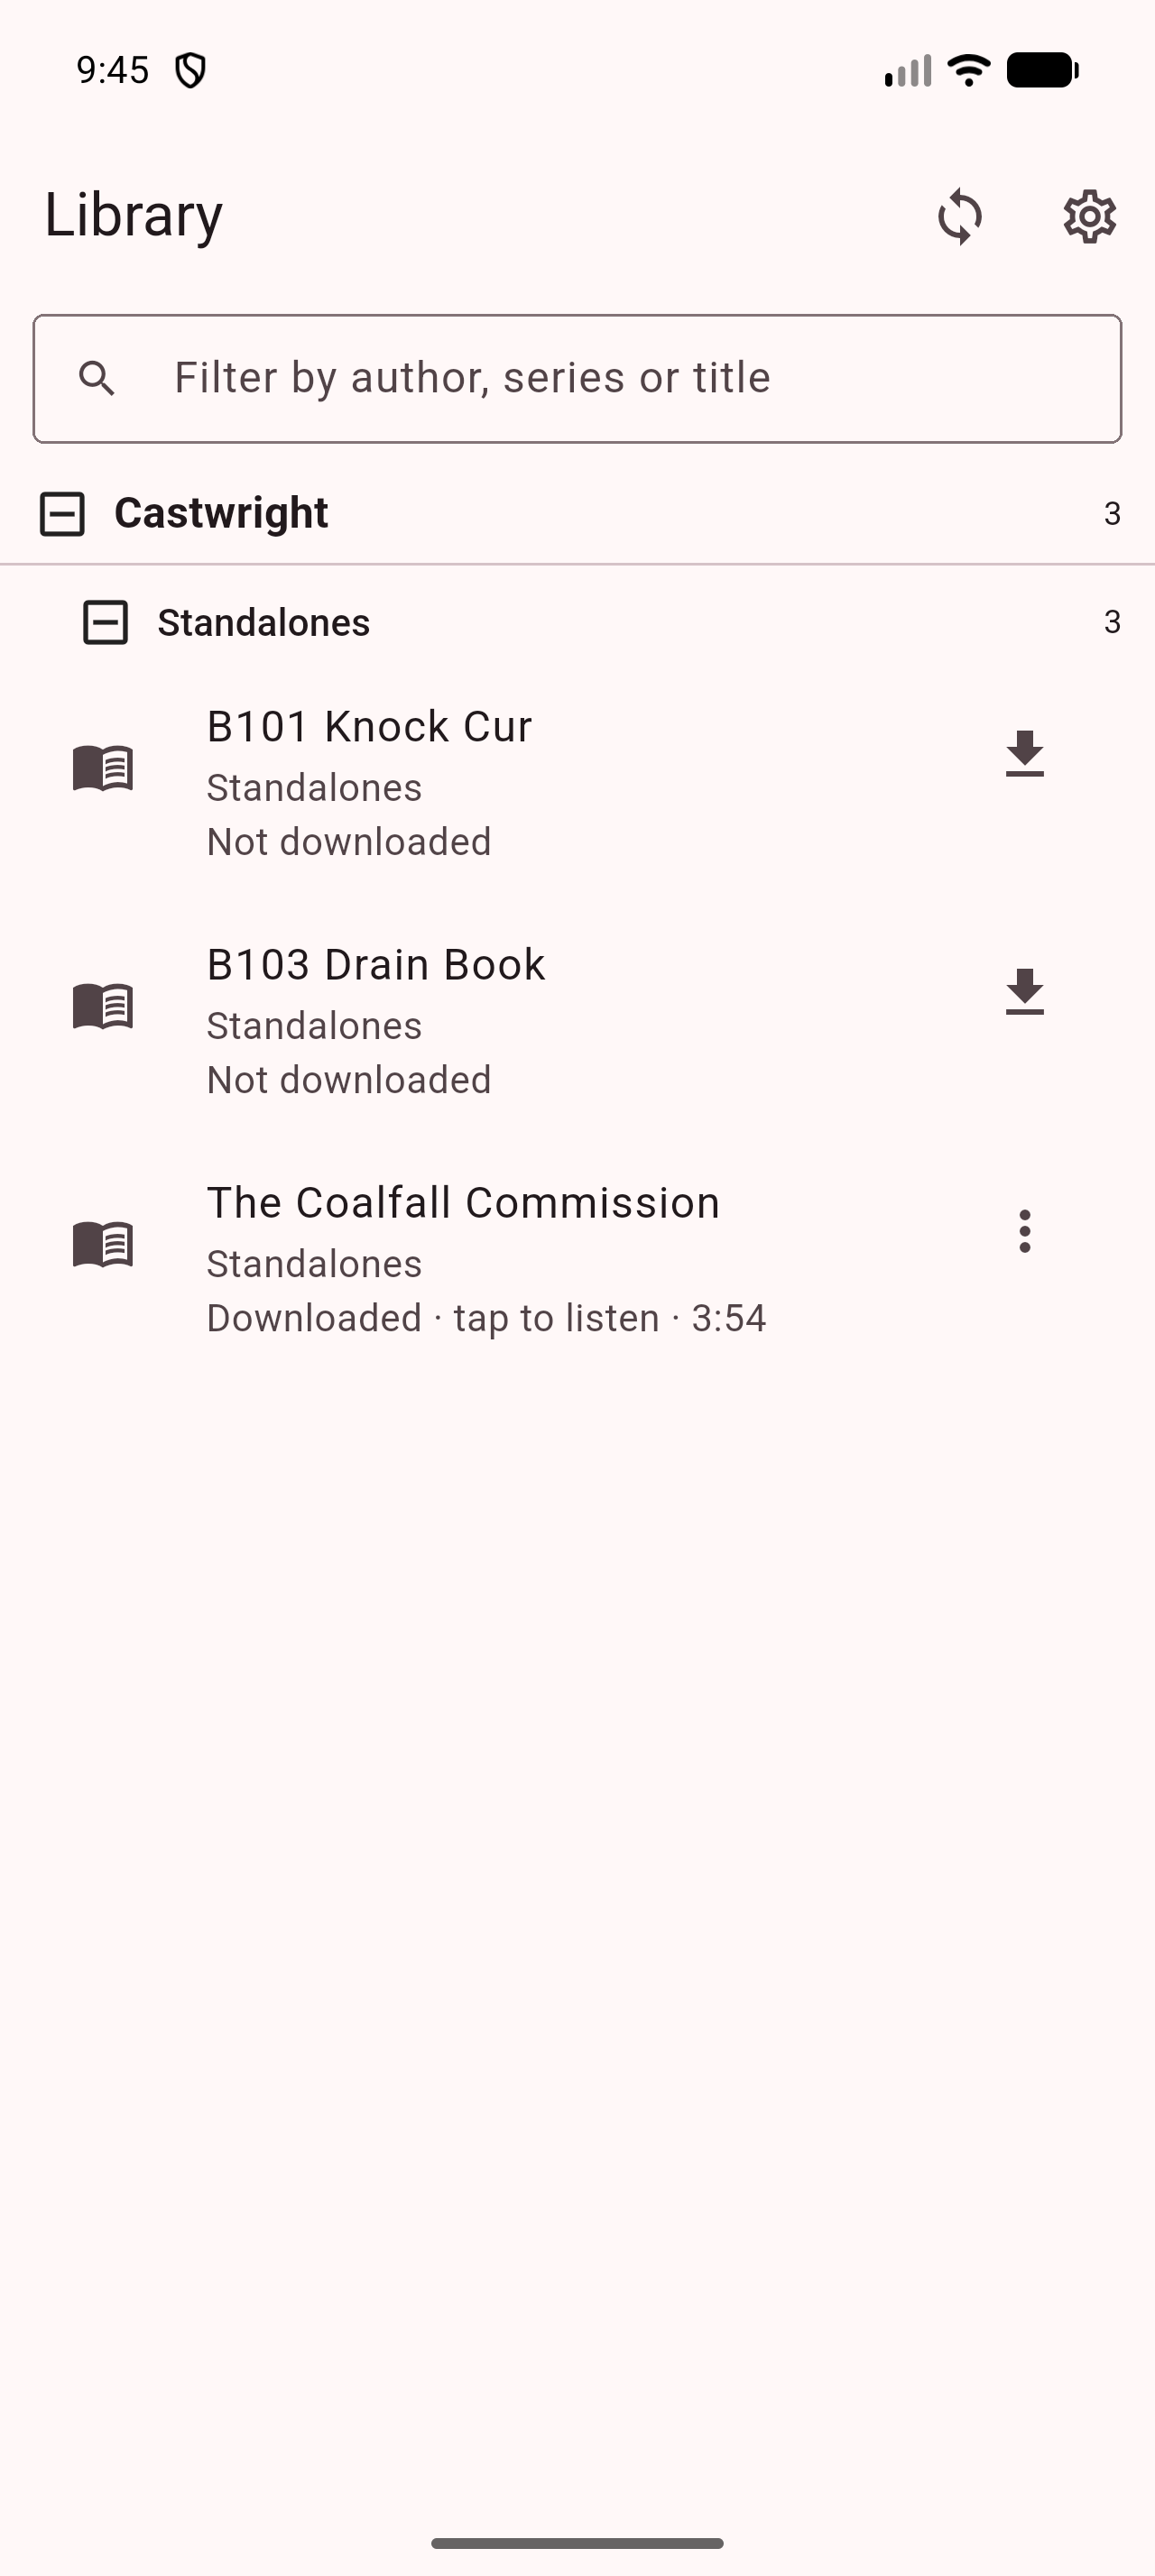 9:45
Library
Filter by author, series or title
Castwright 3
Standalones 3
B101 Knock Cur
Standalones
Not downloaded
B103 Drain Book
Standalones
Not downloaded
The Coalfall Commission
Standalones
Downloaded · tap to listen · 3:54